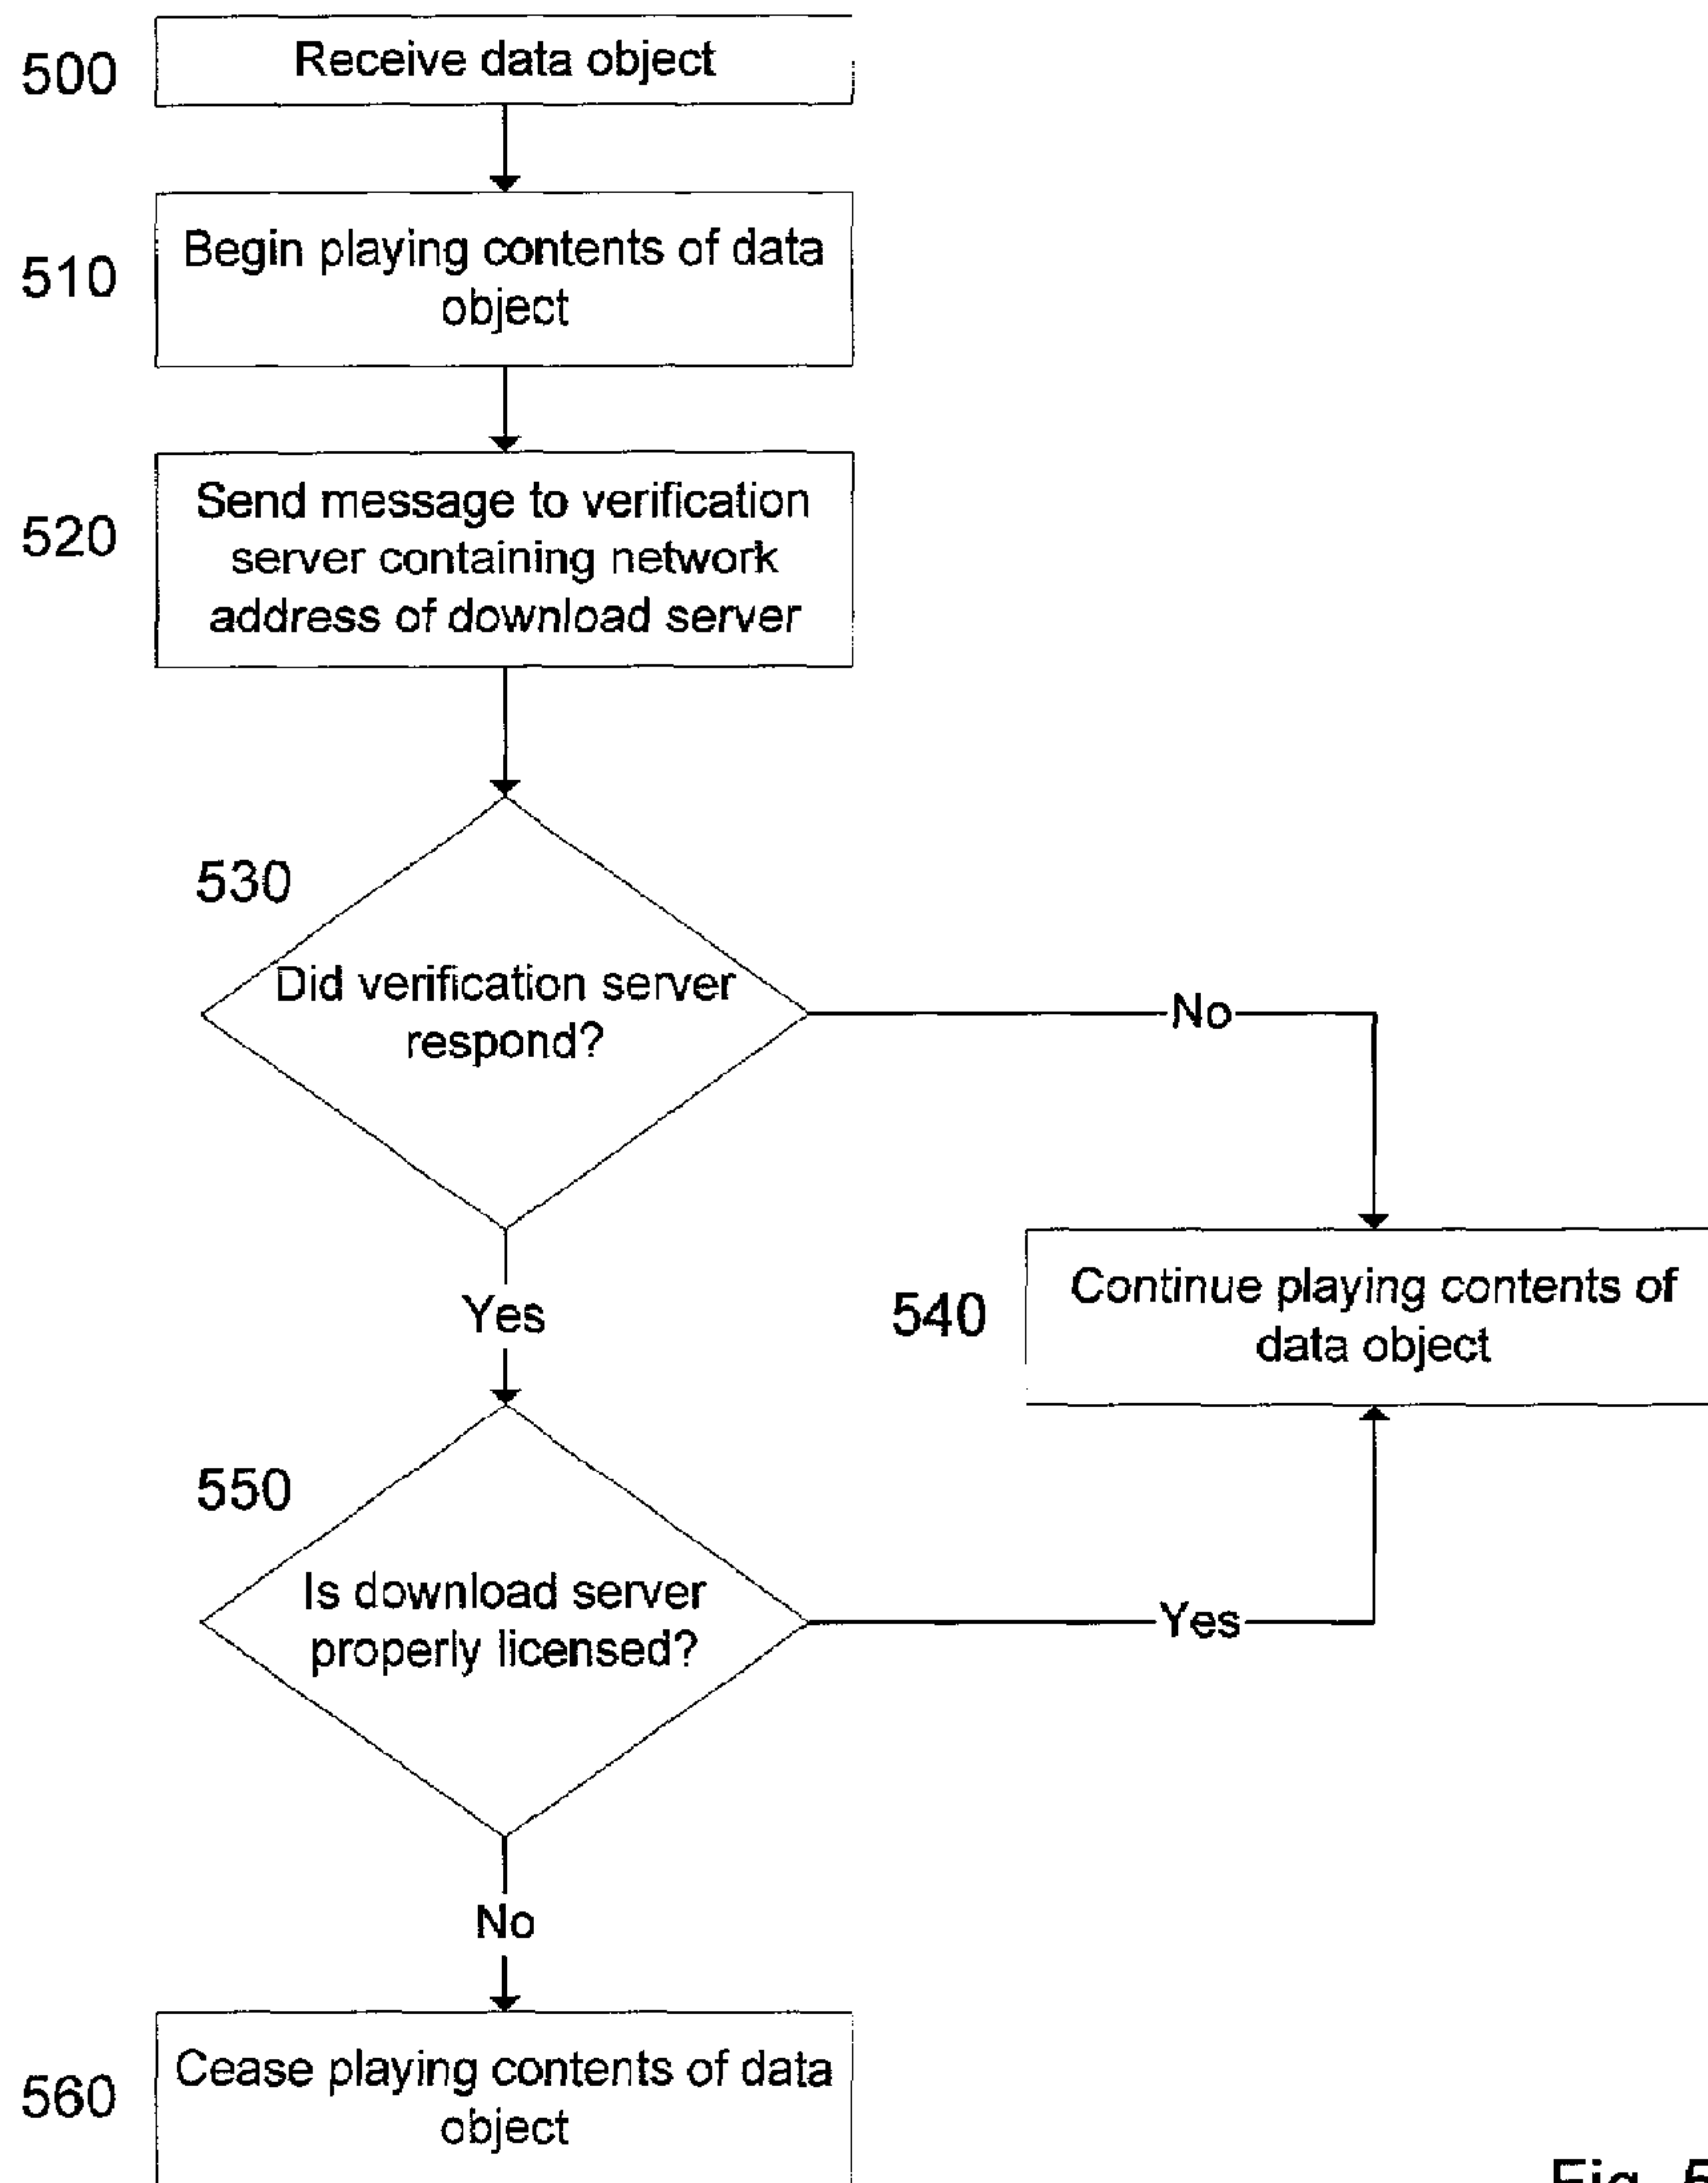 500
Receive data object
510
Begin playing contents of data
object
520
Send message to verification
server containing network
address of download server
530
Did verification server
respond?
No
Yes
540
Continue playing contents of
data object
550
Is download server
properly licensed?
Yes
No
560
Cease playing contents of data
object
Fig. 5